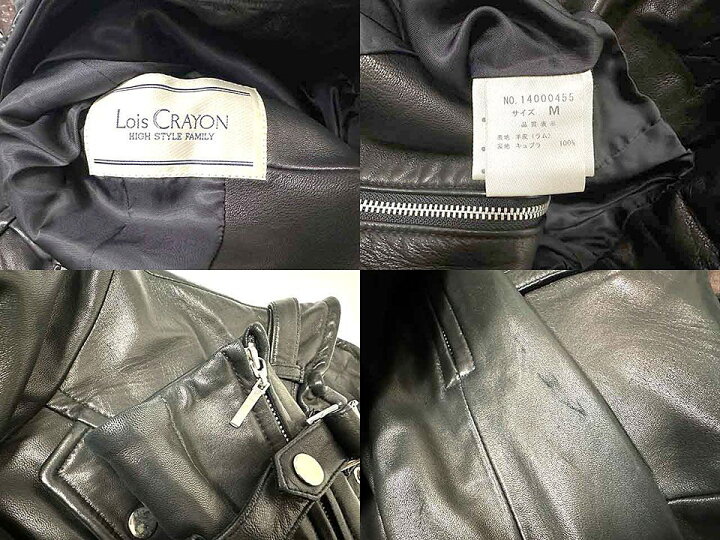 Lois CRAYON
HIGH STYLE FAMILY
NO. 14000455
サイズ M
品質表示
表地 羊皮 (ラム)
裏地 キュプラ 100%